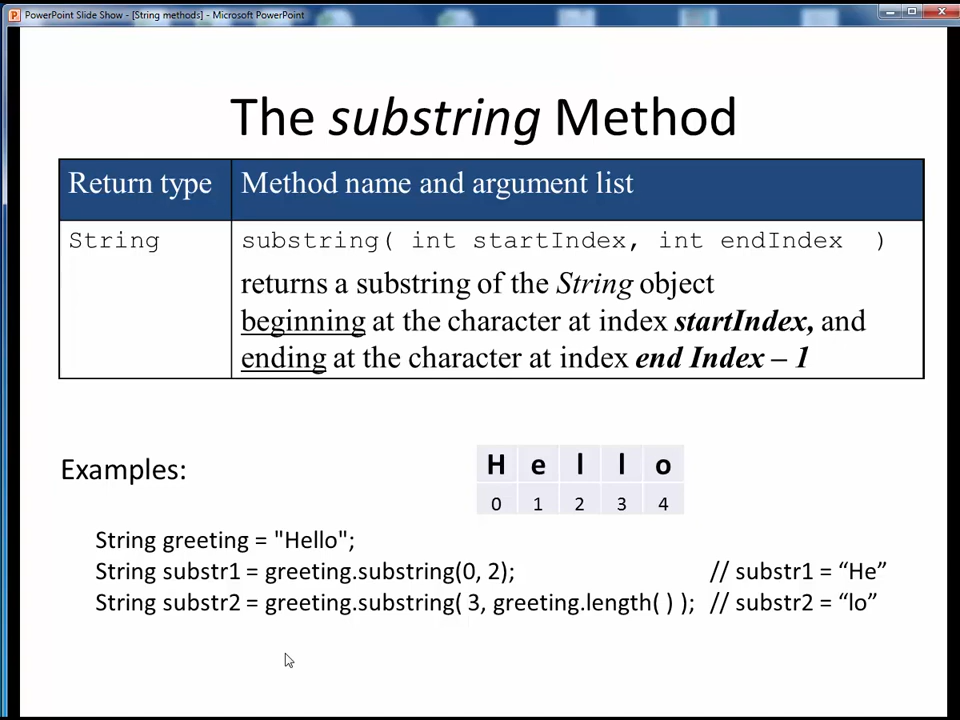 PowerPoint Slide Show - [String methods] - Microsoft PowerPoint
The substring Method
Return type Method name and argument list
String substring( int startIndex, int endIndex )
returns a substring of the String object
beginning at the character at index startIndex, and
ending at the character at index end Index – 1
Examples:
H e l l o
0 1 2 3 4
String greeting = "Hello";
String substr1 = greeting.substring(0, 2); // substr1 = “He”
String substr2 = greeting.substring( 3, greeting.length( ) ); // substr2 = “lo”